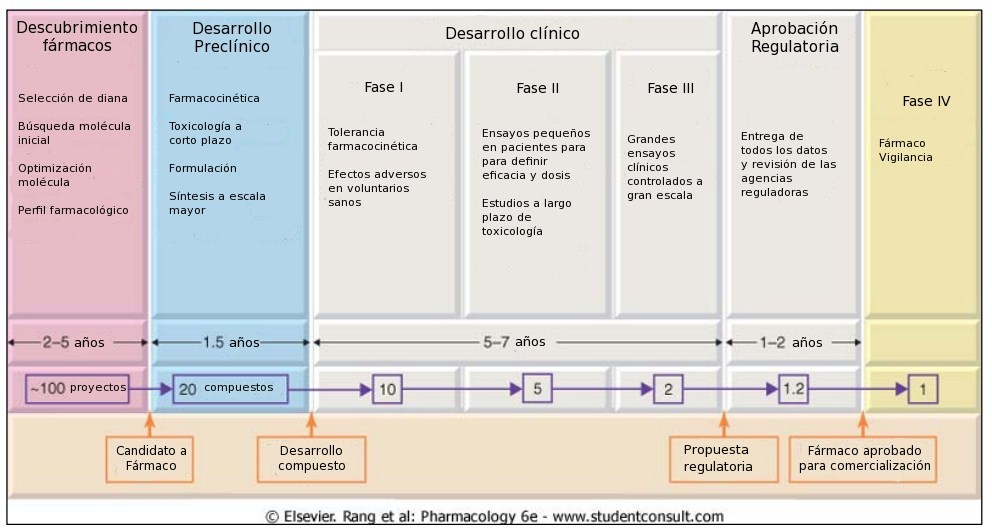 Descubrimiento
fármacos
Desarrollo
Preclínico
Desarrollo clínico
Aprobación
Regulatoria
Selección de diana
Búsqueda molécula
inicial
Optimización
molécula
Perfil farmacológico
Farmacocinética
Toxicología a
corto plazo
Formulación
Síntesis a escala
mayor
Fase I
Tolerancia
farmacocinética
Efectos adversos
en voluntarios
sanos
Fase II
Ensayos pequeños
en pacientes para
para definir
eficacia y dosis
Estudios a largo
plazo de
toxicología
Fase III
Grandes
ensayos
clínicos
controlados a
gran escala
Entrega de
todos los datos
y revisión de las
agencias
reguladoras
Fase IV
Fármaco
Vigilancia
2–5 años
1.5 años
5–7 años
1–2 años
~100 proyectos
20 compuestos
10
5
2
1.2
1
Candidato a
Fármaco
Desarrollo
compuesto
Propuesta
regulatoria
Fármaco aprobado
para comercialización
© Elsevier. Rang et al: Pharmacology 6e - www.studentconsult.com